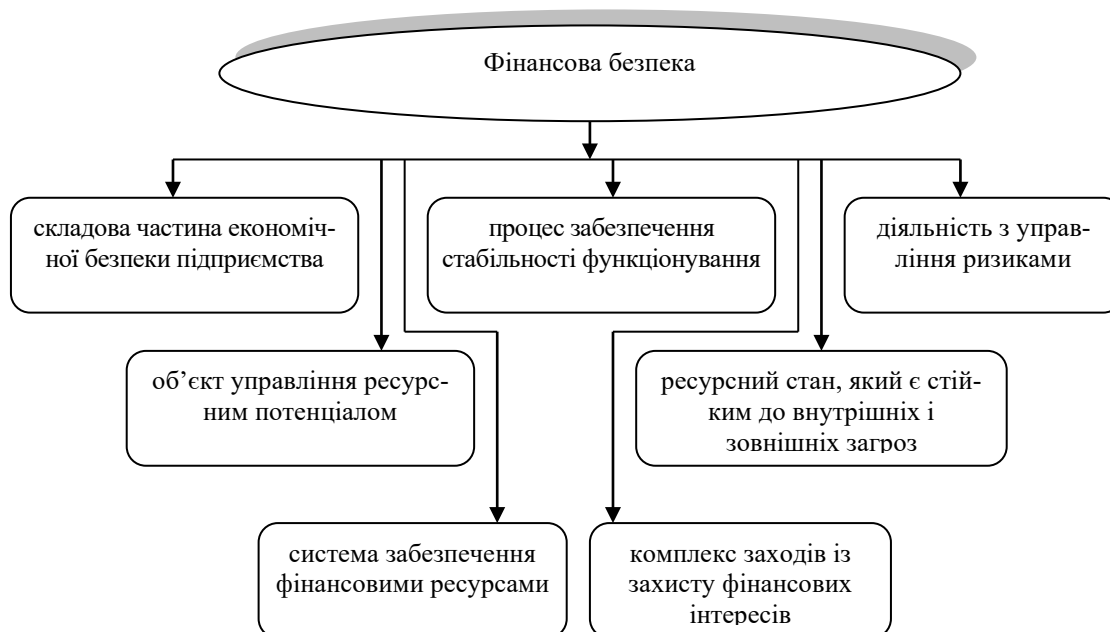 Фінансова безпека
складова частина економіч-
ної безпеки підприємства
процес забезпечення
стабільності функціонування
діяльність з управ-
ління ризиками
об’єкт управління ресурс-
ним потенціалом
ресурсний стан, який є стій-
ким до внутрішніх і
зовнішніх загроз
система забезпечення
фінансовими ресурсами
комплекс заходів із
захисту фінансових
інтересів